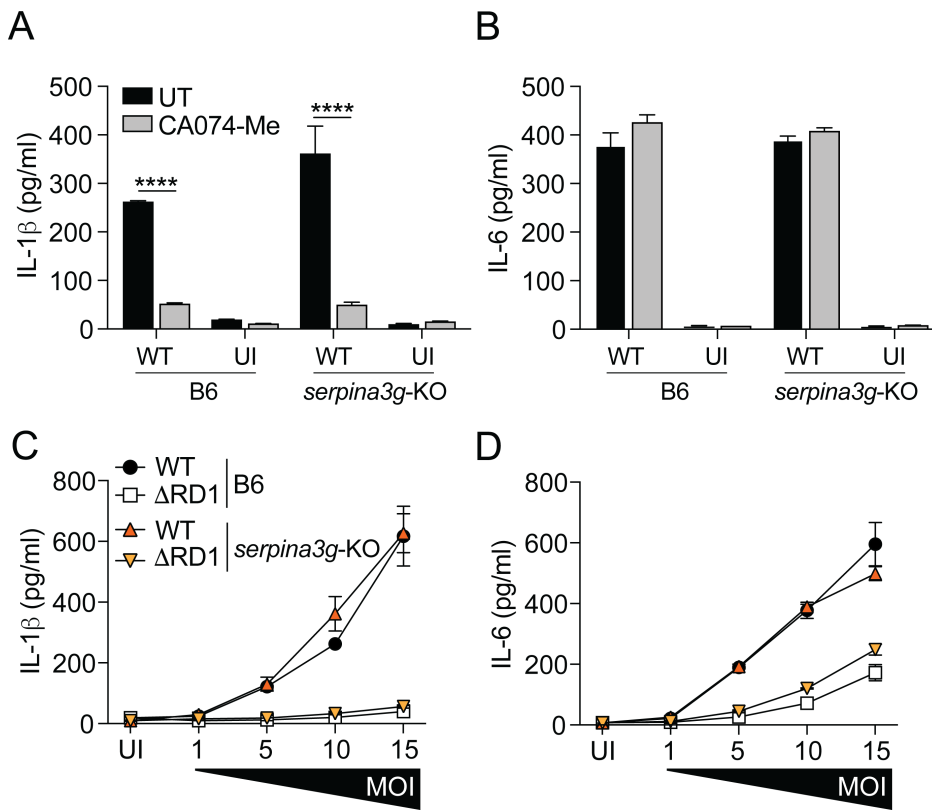 A
500
400
300
200
100
0
IL-1β (pg/ml)
UT
CA074-Me
****
****
WT
UI
WT
UI
B6
serpina3g-KO
B
500
400
300
200
100
0
IL-6 (pg/ml)
WT
UI
WT
UI
B6
serpina3g-KO
C
WT
ΔRD1
B6
WT
ΔRD1
serpina3g-KO
800
600
400
200
0
IL-1β (pg/ml)
UI
1
5
10
15
MOI
D
800
600
400
200
0
IL-6 (pg/ml)
UI
1
5
10
15
MOI